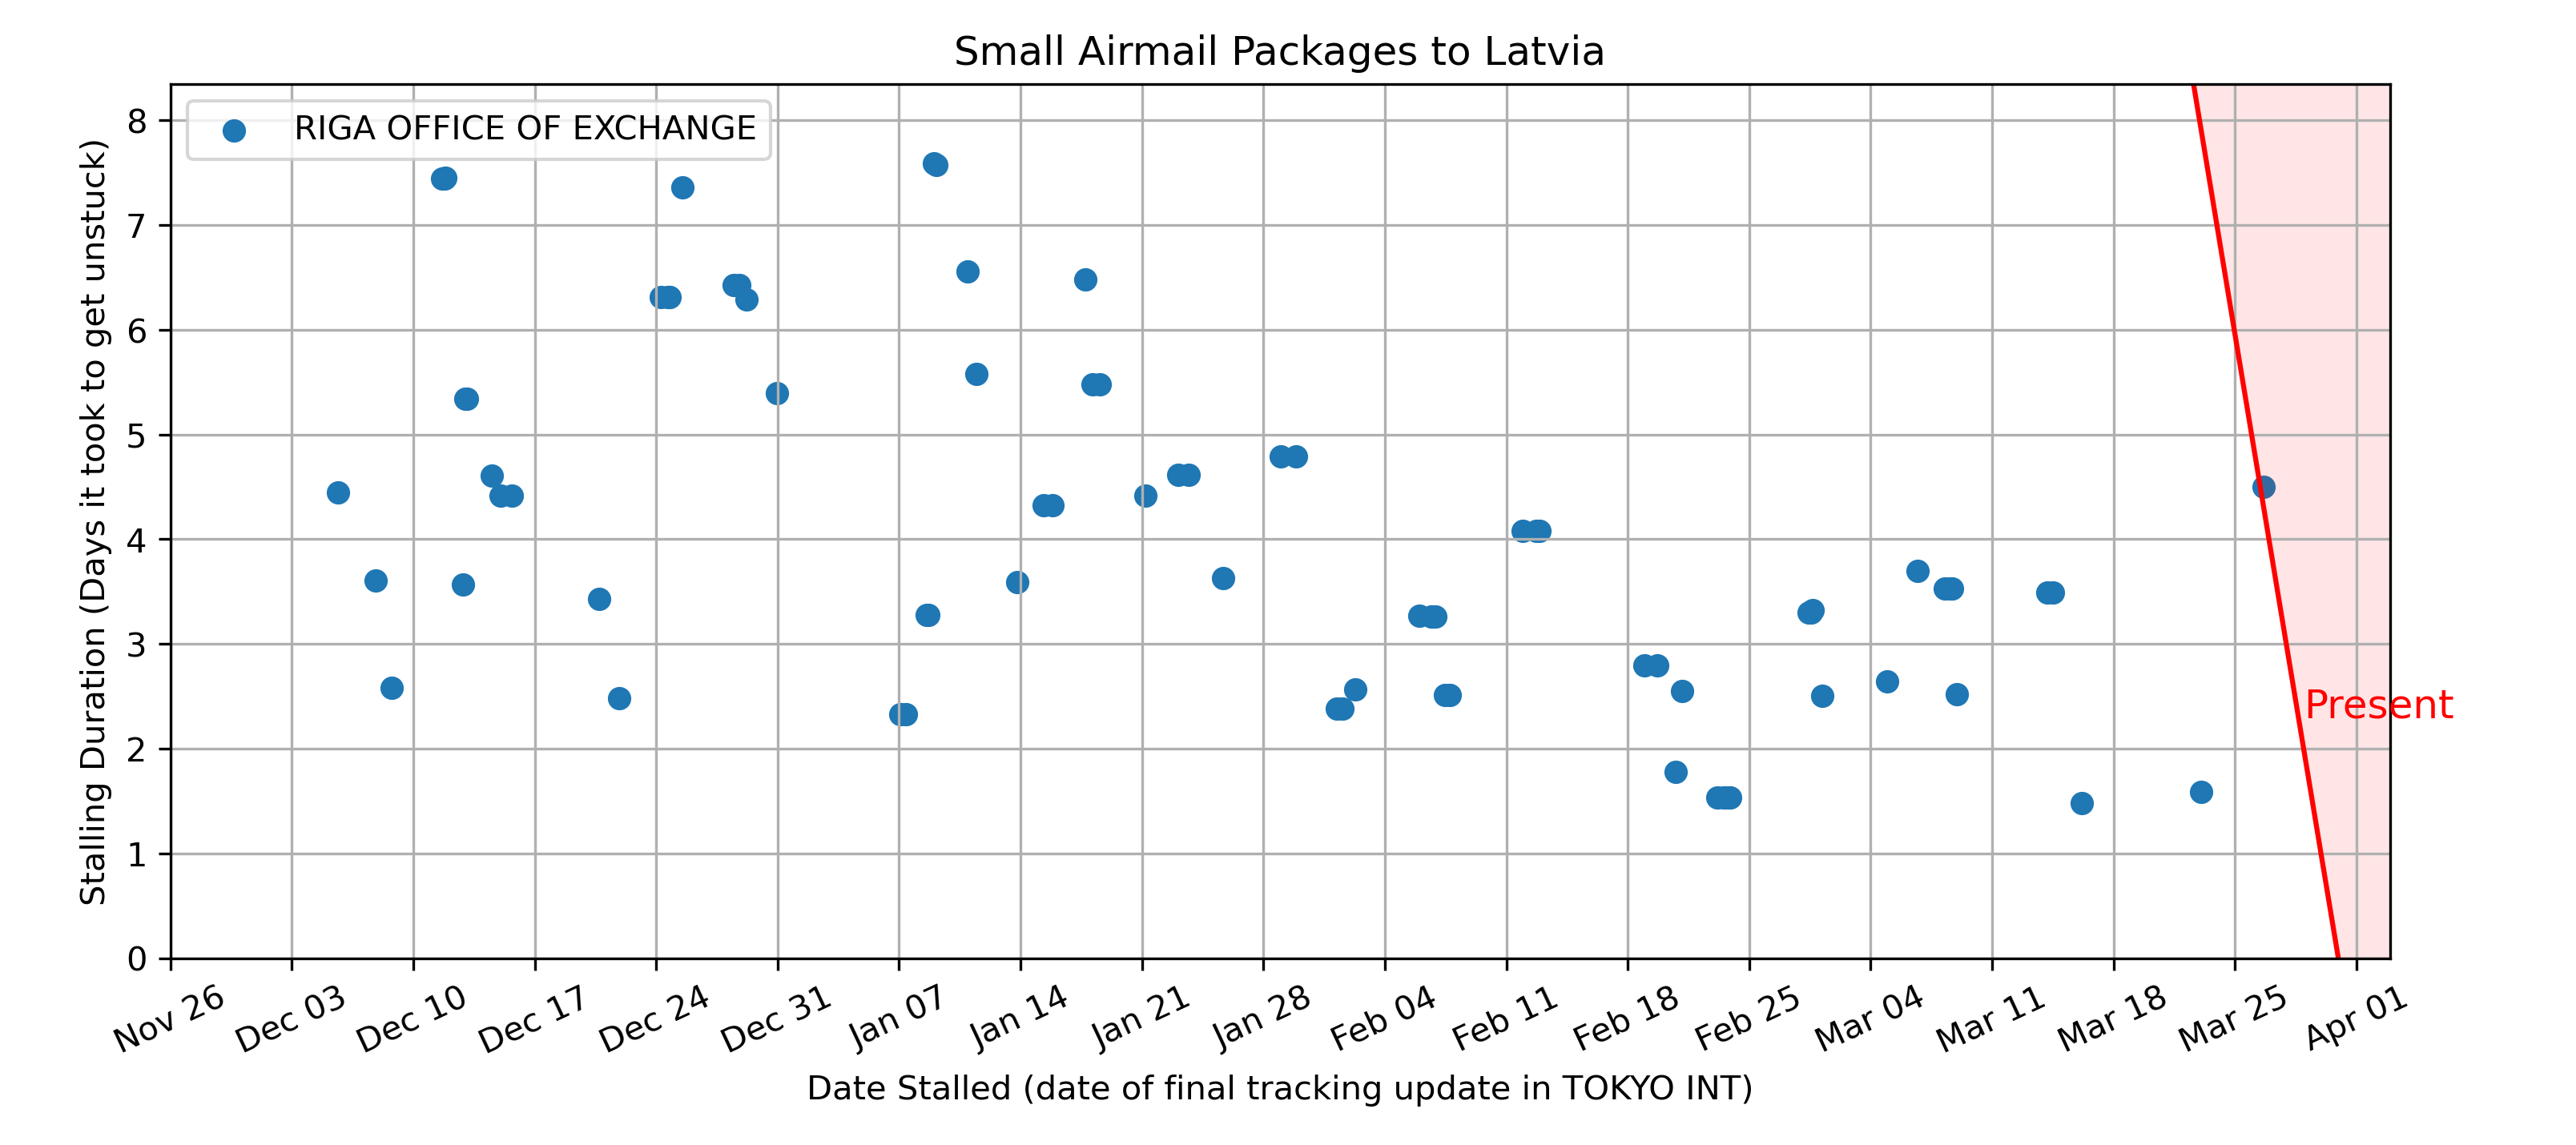 Small Airmail Packages to Latvia
RIGA OFFICE OF EXCHANGE
Stalling Duration (Days it took to get unstuck)
8
7
6
5
4
3
2
1
0
Present
Nov 26
Dec 03
Dec 10
Dec 17
Dec 24
Dec 31
Jan 07
Jan 14
Jan 21
Jan 28
Feb 04
Feb 11
Feb 18
Feb 25
Mar 04
Mar 11
Mar 18
Mar 25
Apr 01
Date Stalled (date of final tracking update in TOKYO INT)